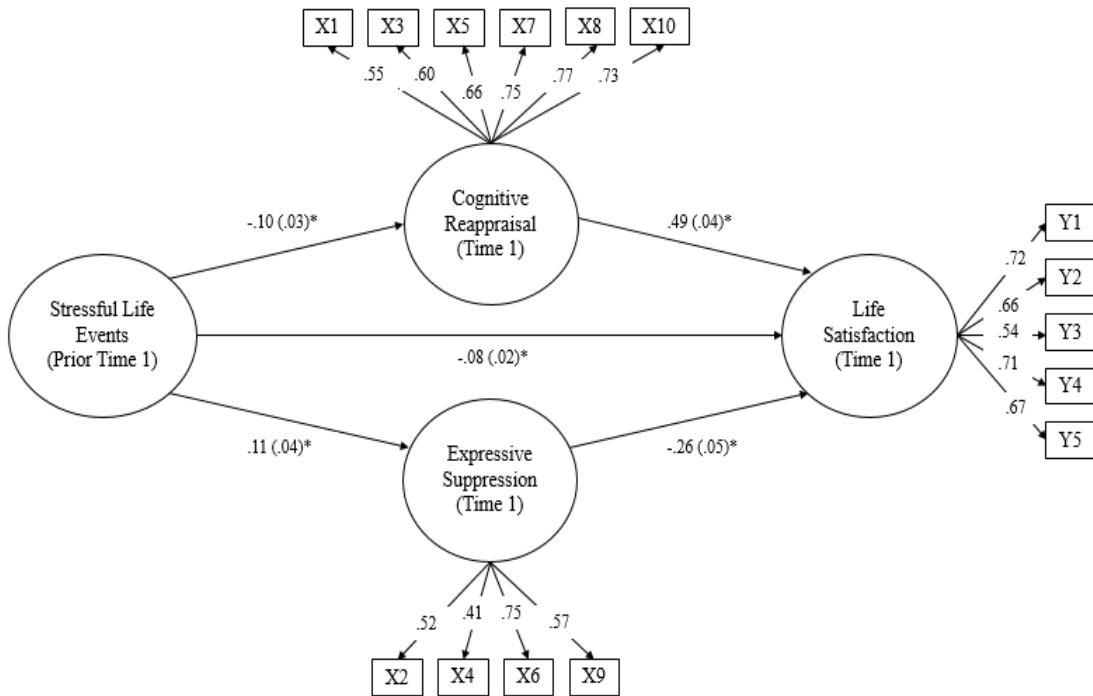 X1 X3 X5 X7 X8 X10
.55 .60 .66 .75 .77 .73
Cognitive
Reappraisal
(Time 1)
-.10 (.03)*
.49 (.04)*
Stressful Life
Events
(Prior Time 1)
-.08 (.02)*
Life
Satisfaction
(Time 1)
.72
.66
.54
.71
.67
Y1
Y2
Y3
Y4
Y5
.11 (.04)*
-.26 (.05)*
Expressive
Suppression
(Time 1)
.52 .41 .75 .57
X2 X4 X6 X9